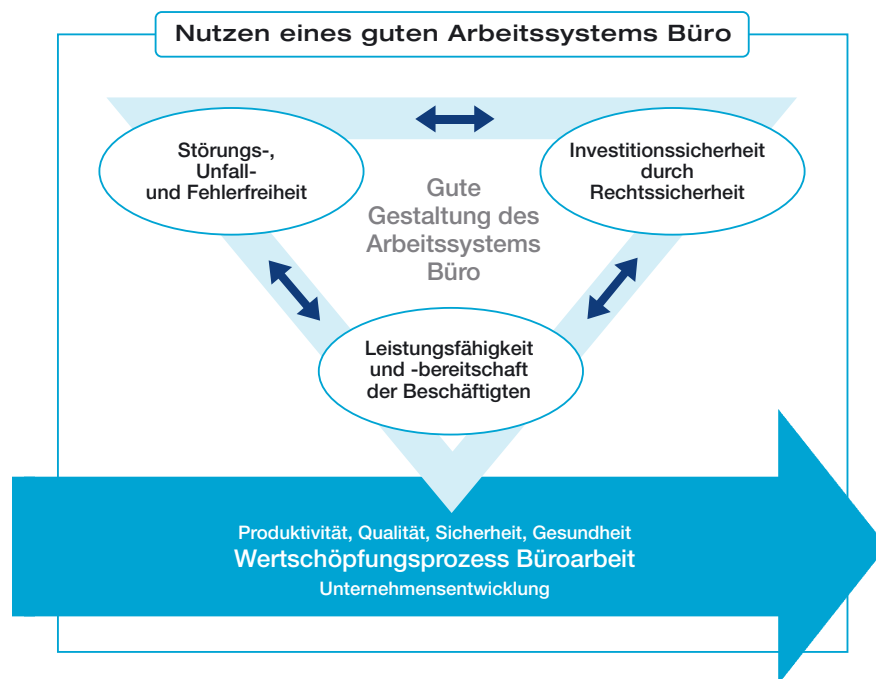 Nutzen eines guten Arbeitssystems Büro
Störungs-,
Unfall-
und Fehlerfreiheit
Investitionssicherheit
durch
Rechtssicherheit
Gute
Gestaltung des
Arbeitssystems
Büro
Leistungsfähigkeit
und -bereitschaft
der Beschäftigten
Produktivität, Qualität, Sicherheit, Gesundheit
Wertschöpfungsprozess Büroarbeit
Unternehmensentwicklung